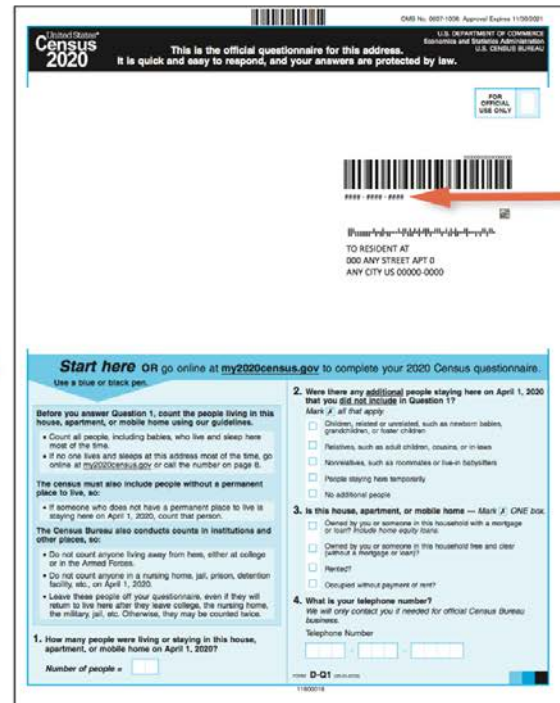 OMB No. 0607-1006: Approval Expires 11/30/2021
United States®
Census
2020
This is the official questionnaire for this address.
It is quick and easy to respond, and your answers are protected by law.
U.S. DEPARTMENT OF COMMERCE
Economics and Statistics Administration
U.S. CENSUS BUREAU
FOR
OFFICIAL
USE ONLY
#### - #### - ####
TO RESIDENT AT
000 ANY STREET APT 0
ANY CITY US 00000-0000
Start here OR go online at my2020census.gov to complete your 2020 Census questionnaire.
Use a blue or black pen.
Before you answer Question 1, count the people living in this
house, apartment, or mobile home using our guidelines.
• Count all people, including babies, who live and sleep here
most of the time.
• If no one lives and sleeps at this address most of the time, go
online at my2020census.gov or call the number on page 8.
The census must also include people without a permanent
place to live, so:
• If someone who does not have a permanent place to live is
staying here on April 1, 2020, count that person.
The Census Bureau also conducts counts in institutions and
other places, so:
• Do not count anyone living away from here, either at college
or in the Armed Forces.
• Do not count anyone in a nursing home, jail, prison, detention
facility, etc., on April 1, 2020.
• Leave these people off your questionnaire, even if they will
return to live here after they leave college, the nursing home,
the military, jail, etc. Otherwise, they may be counted twice.
1. How many people were living or staying in this house,
apartment, or mobile home on April 1, 2020?
Number of people =
2. Were there any additional people staying here on April 1, 2020
that you did not include in Question 1?
Mark X all that apply.
Children, related or unrelated, such as newborn babies,
grandchildren, or foster children
Relatives, such as adult children, cousins, or in-laws
Nonrelatives, such as roommates or live-in babysitters
People staying here temporarily
No additional people
3. Is this house, apartment, or mobile home — Mark X ONE box.
Owned by you or someone in this household with a mortgage
or loan? Include home equity loans.
Owned by you or someone in this household free and clear
(without a mortgage or loan)?
Rented?
Occupied without payment of rent?
4. What is your telephone number?
We will only contact you if needed for official Census Bureau
business.
Telephone Number
FORM D-Q1
11800018